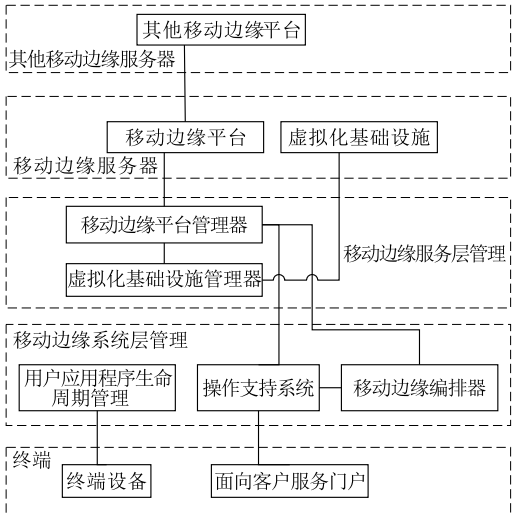 其他移动边缘平台
其他移动边缘服务器
移动边缘平台
虚拟化基础设施
移动边缘服务器
移动边缘平台管理器
移动边缘服务层管理
虚拟化基础设施管理器
移动边缘系统层管理
用户应用程序生命
周期管理
操作支持系统
移动边缘编排器
终端
终端设备
面向客户服务门户